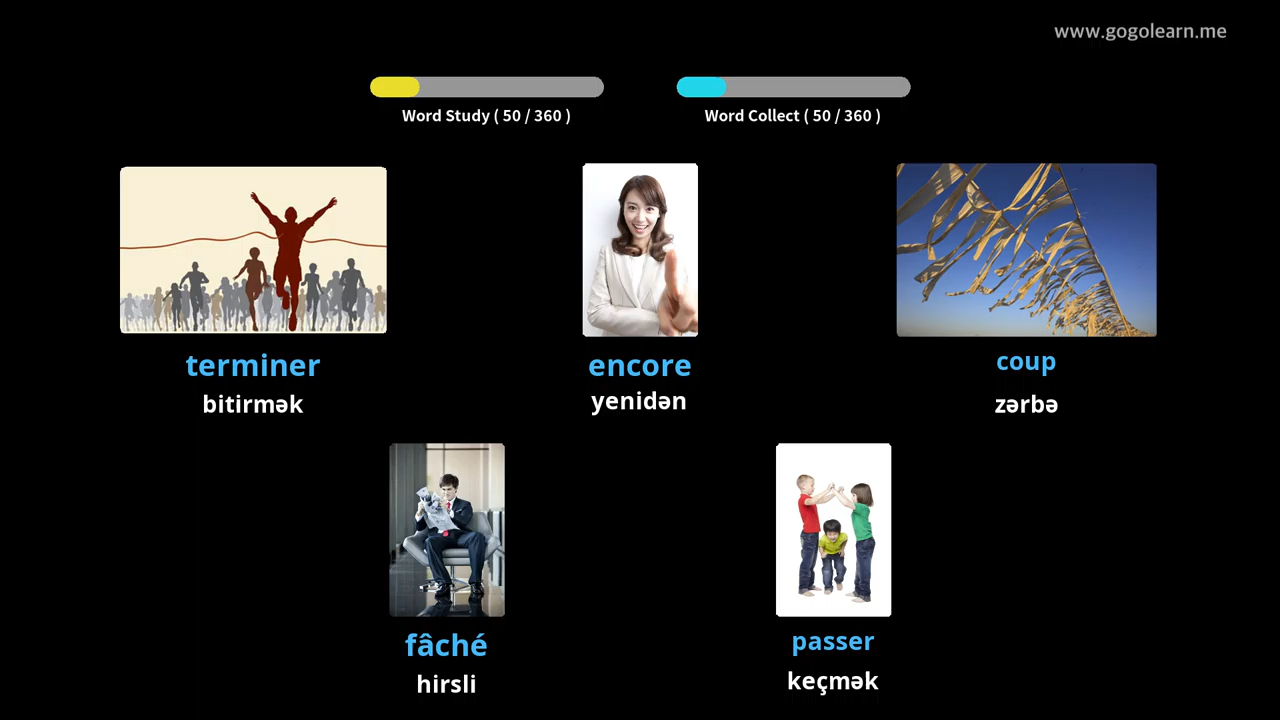 www.gogolearn.me
Word Study ( 50 / 360 )
Word Collect ( 50 / 360 )
terminer
bitirmək
encore
yenidən
coup
zərbə
fâché
hirsli
passer
keçmək